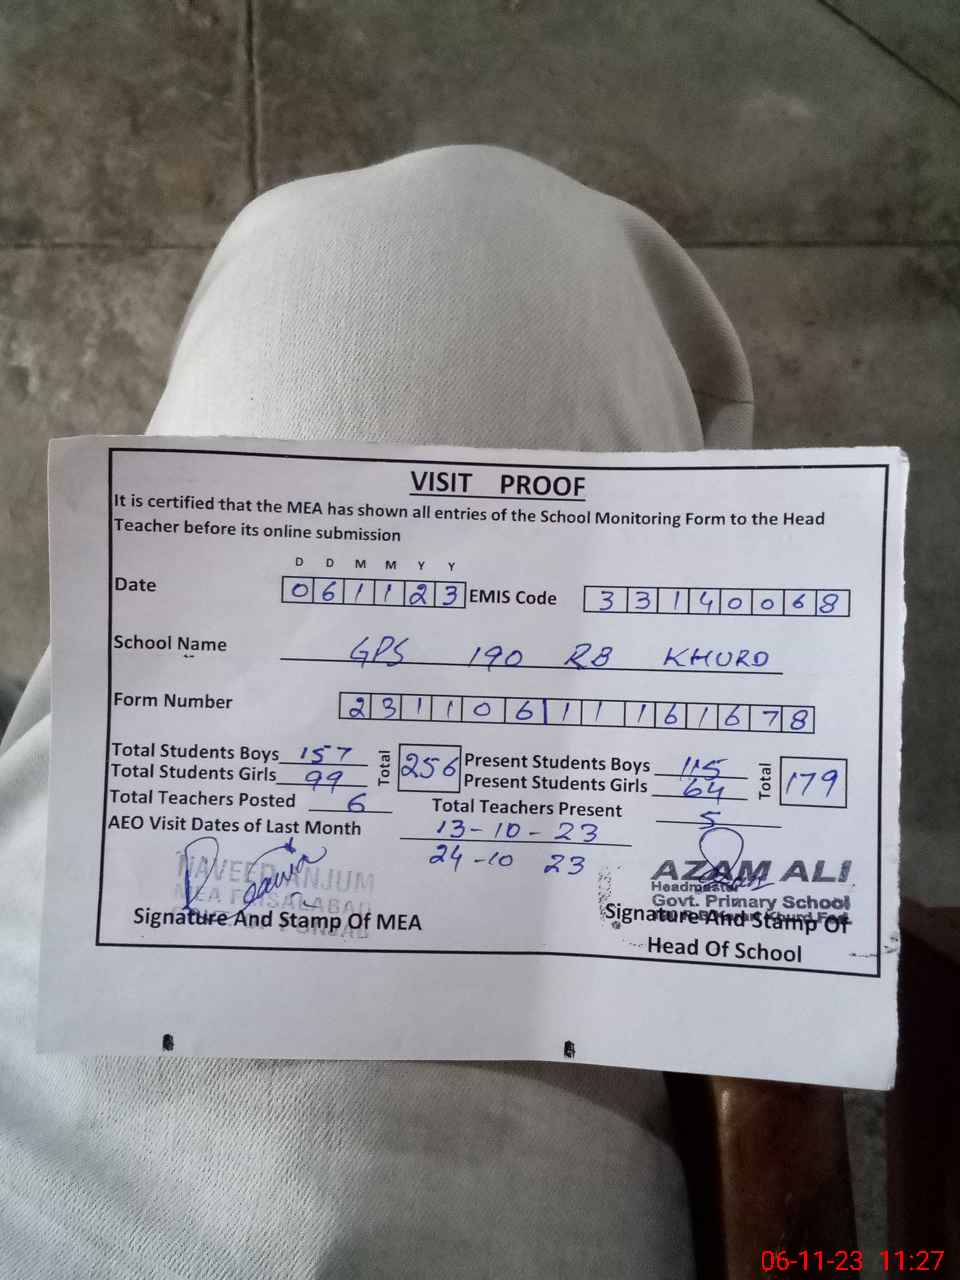 VISIT PROOF
It is certified that the MEA has shown all entries of the School Monitoring Form to the Head
Teacher before its online submission
D D M M Y Y
Date 061123 EMIS Code 33140068
School Name GPS 190 RB KHURD
Form Number 231106111161678
Total Students Boys 157 Total 256 Present Students Boys 115 Total 179
Total Students Girls 99 Present Students Girls 64
Total Teachers Posted 6 Total Teachers Present 5
AEO Visit Dates of Last Month 13-10-23
24-10 23
NAVEED ANJUM
MEA FAISALABAD
PUNJAB
Signature And Stamp Of MEA
AZAM ALI
Headmaster
Govt. Primary School
Signature And Stamp Of
Head Of School
06-11-23 11:27